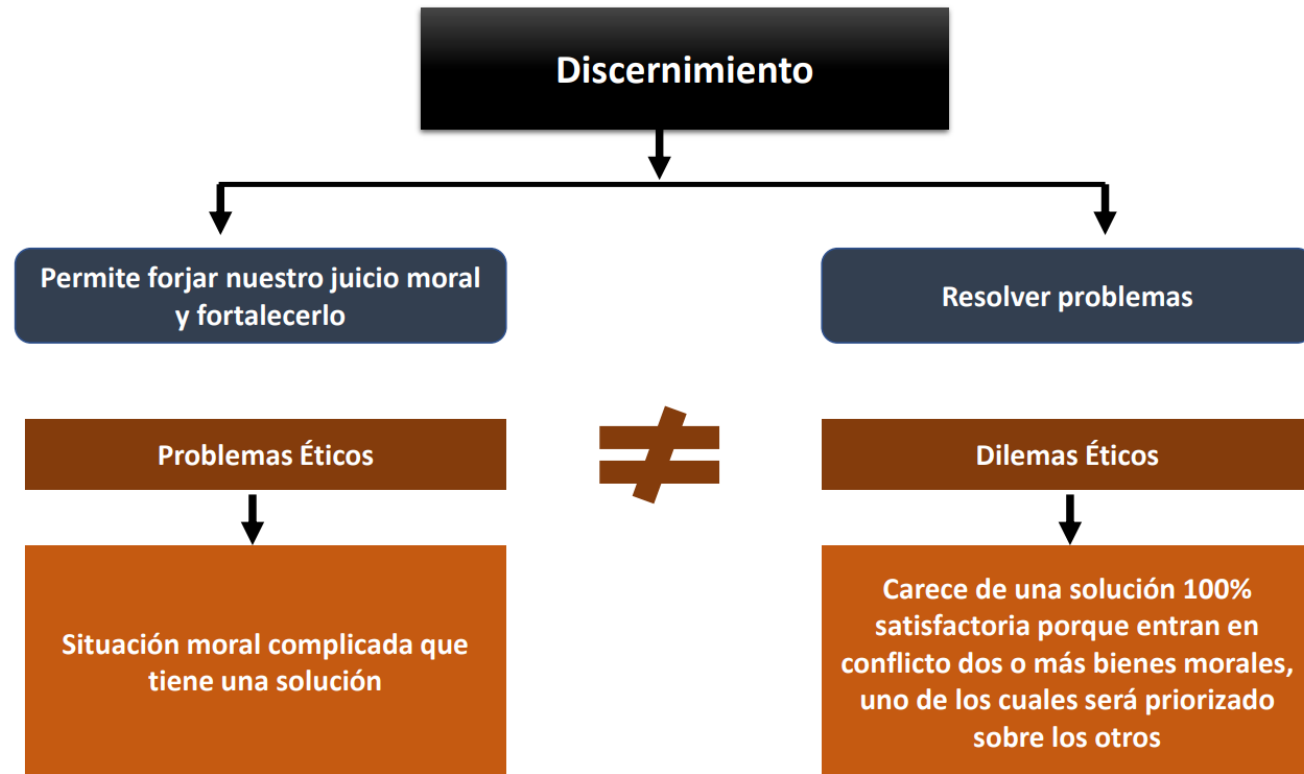 Discernimiento
Permite forjar nuestro juicio moral
y fortalecerlo
Resolver problemas
Problemas Éticos
≠
Dilemas Éticos
Situación moral complicada que
tiene una solución
Carece de una solución 100%
satisfactoria porque entran en
conflicto dos o más bienes morales,
uno de los cuales será priorizado
sobre los otros